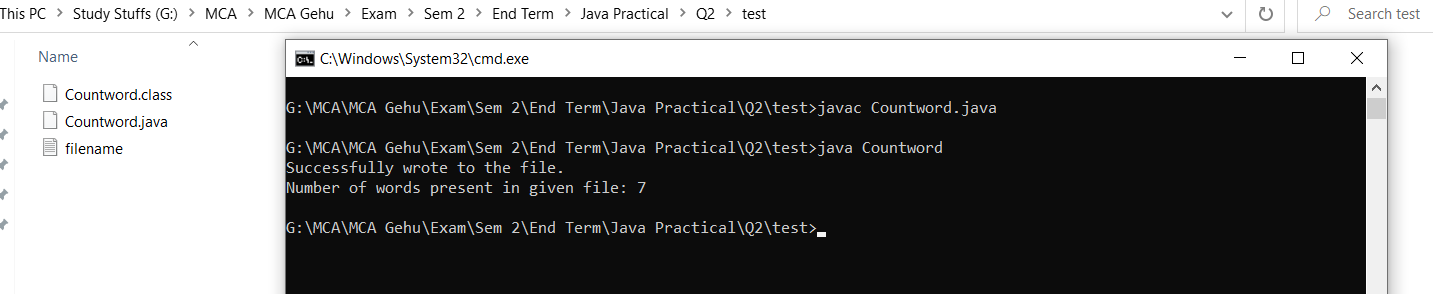 This PC > Study Stuffs (G:) > MCA > MCA Gehu > Exam > Sem 2 > End Term > Java Practical > Q2 > test
Search test
Name
Countword.class
Countword.java
filename
C:\Windows\System32\cmd.exe
G:\MCA\MCA Gehu\Exam\Sem 2\End Term\Java Practical\Q2\test>javac Countword.java
G:\MCA\MCA Gehu\Exam\Sem 2\End Term\Java Practical\Q2\test>java Countword
Successfully wrote to the file.
Number of words present in given file: 7
G:\MCA\MCA Gehu\Exam\Sem 2\End Term\Java Practical\Q2\test>